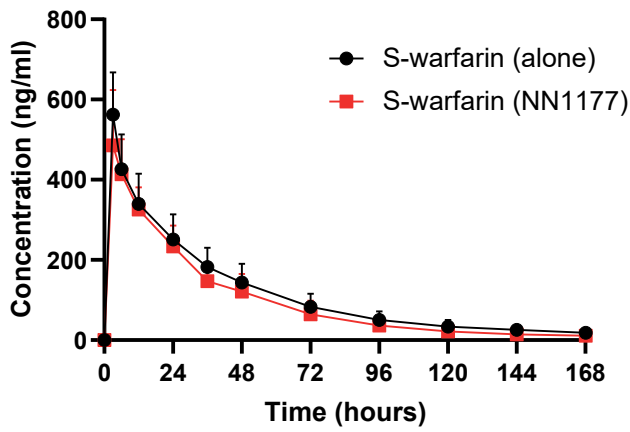 800
600
400
200
0
Concentration (ng/ml)
S-warfarin (alone)
S-warfarin (NN1177)
0 24 48 72 96 120 144 168
Time (hours)